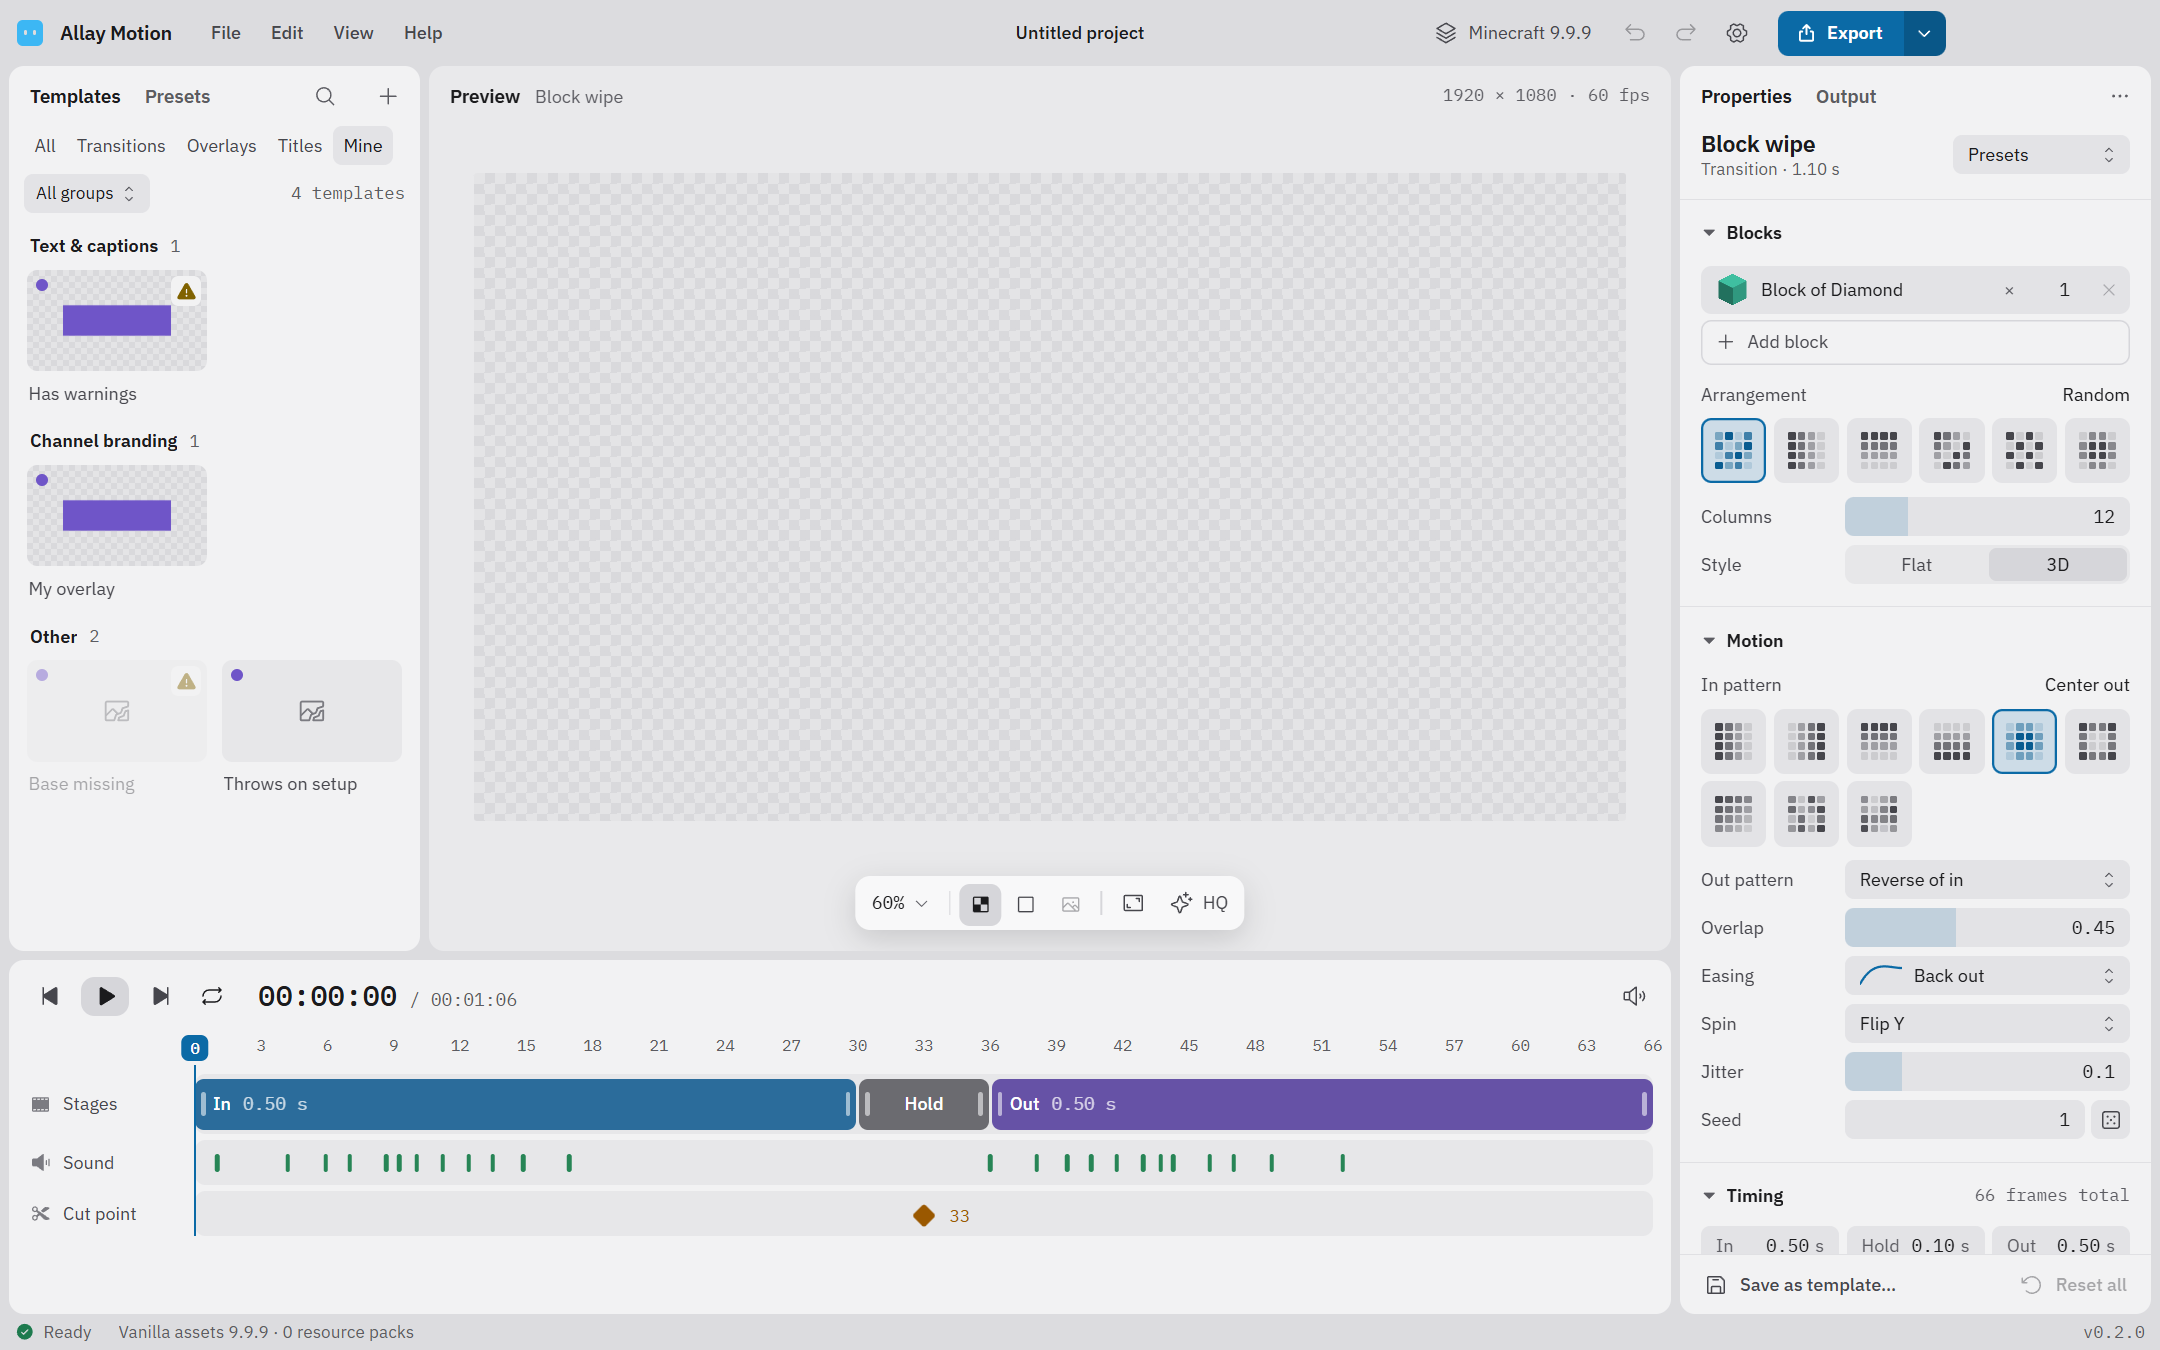 Allay Motion File Edit View Help Untitled project Minecraft 9.9.9 Export
Templates Presets
All Transitions Overlays Titles Mine
All groups 4 templates
Text & captions 1
Has warnings
Channel branding 1
My overlay
Other 2
Base missing Throws on setup
Preview Block wipe 1920 × 1080 · 60 fps
60% HQ
Properties Output
Block wipe
Transition · 1.10 s
Presets
Blocks
Block of Diamond × 1
Add block
Arrangement Random
Columns 12
Style Flat 3D
Motion
In pattern Center out
Out pattern Reverse of in
Overlap 0.45
Easing Back out
Spin Flip Y
Jitter 0.1
Seed 1
Timing 66 frames total
In 0.50 s Hold 0.10 s Out 0.50 s
Save as template... Reset all
00:00:00 / 00:01:06
0 3 6 9 12 15 18 21 24 27 30 33 36 39 42 45 48 51 54 57 60 63 66
Stages In 0.50 s Hold Out 0.50 s
Sound
Cut point 33
Ready Vanilla assets 9.9.9 · 0 resource packs v0.2.0